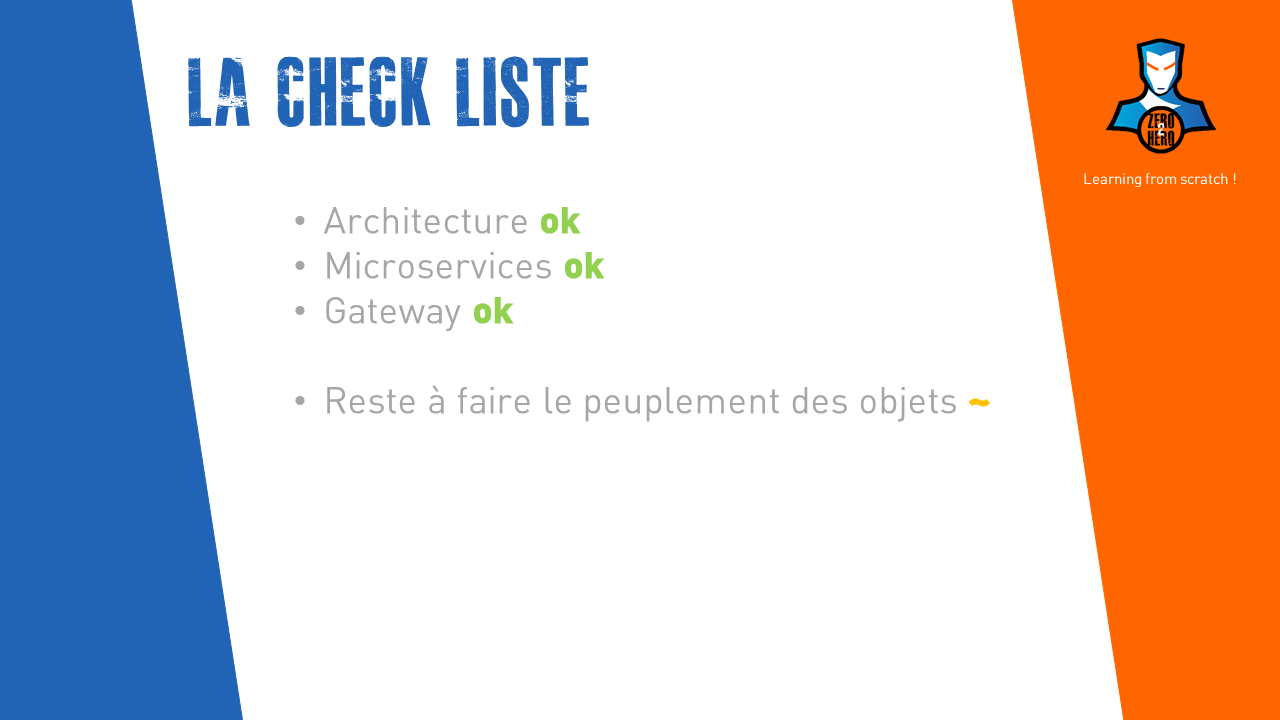 LA CHECK LISTE
ZERO
2
HERO
Learning from scratch !
• Architecture ok
• Microservices ok
• Gateway ok
• Reste à faire le peuplement des objets ~